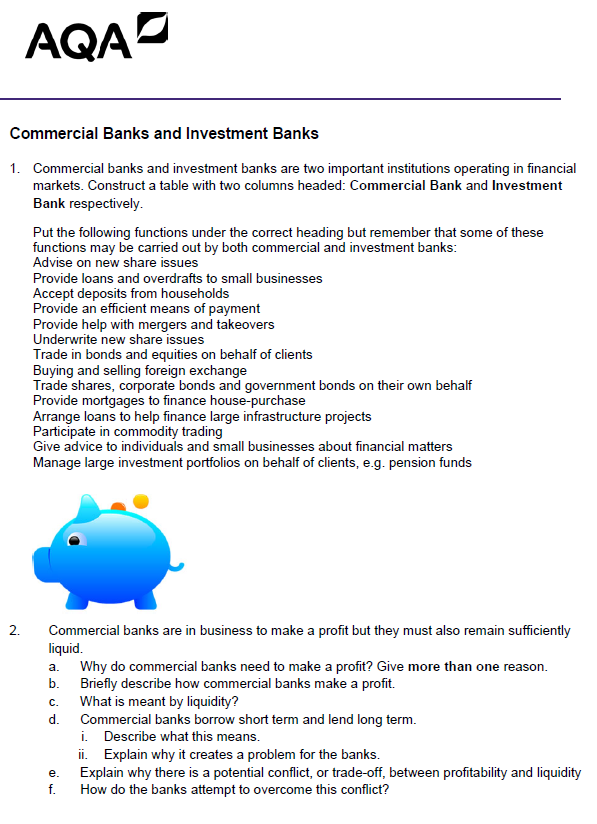 AQA
Commercial Banks and Investment Banks
1. Commercial banks and investment banks are two important institutions operating in financial
markets. Construct a table with two columns headed: Commercial Bank and Investment
Bank respectively.
Put the following functions under the correct heading but remember that some of these
functions may be carried out by both commercial and investment banks:
Advise on new share issues
Provide loans and overdrafts to small businesses
Accept deposits from households
Provide an efficient means of payment
Provide help with mergers and takeovers
Underwrite new share issues
Trade in bonds and equities on behalf of clients
Buying and selling foreign exchange
Trade shares, corporate bonds and government bonds on their own behalf
Provide mortgages to finance house-purchase
Arrange loans to help finance large infrastructure projects
Participate in commodity trading
Give advice to individuals and small businesses about financial matters
Manage large investment portfolios on behalf of clients, e.g. pension funds
2. Commercial banks are in business to make a profit but they must also remain sufficiently
liquid.
a. Why do commercial banks need to make a profit? Give more than one reason.
b. Briefly describe how commercial banks make a profit.
c. What is meant by liquidity?
d. Commercial banks borrow short term and lend long term.
i. Describe what this means.
ii. Explain why it creates a problem for the banks.
e. Explain why there is a potential conflict, or trade-off, between profitability and liquidity
f. How do the banks attempt to overcome this conflict?